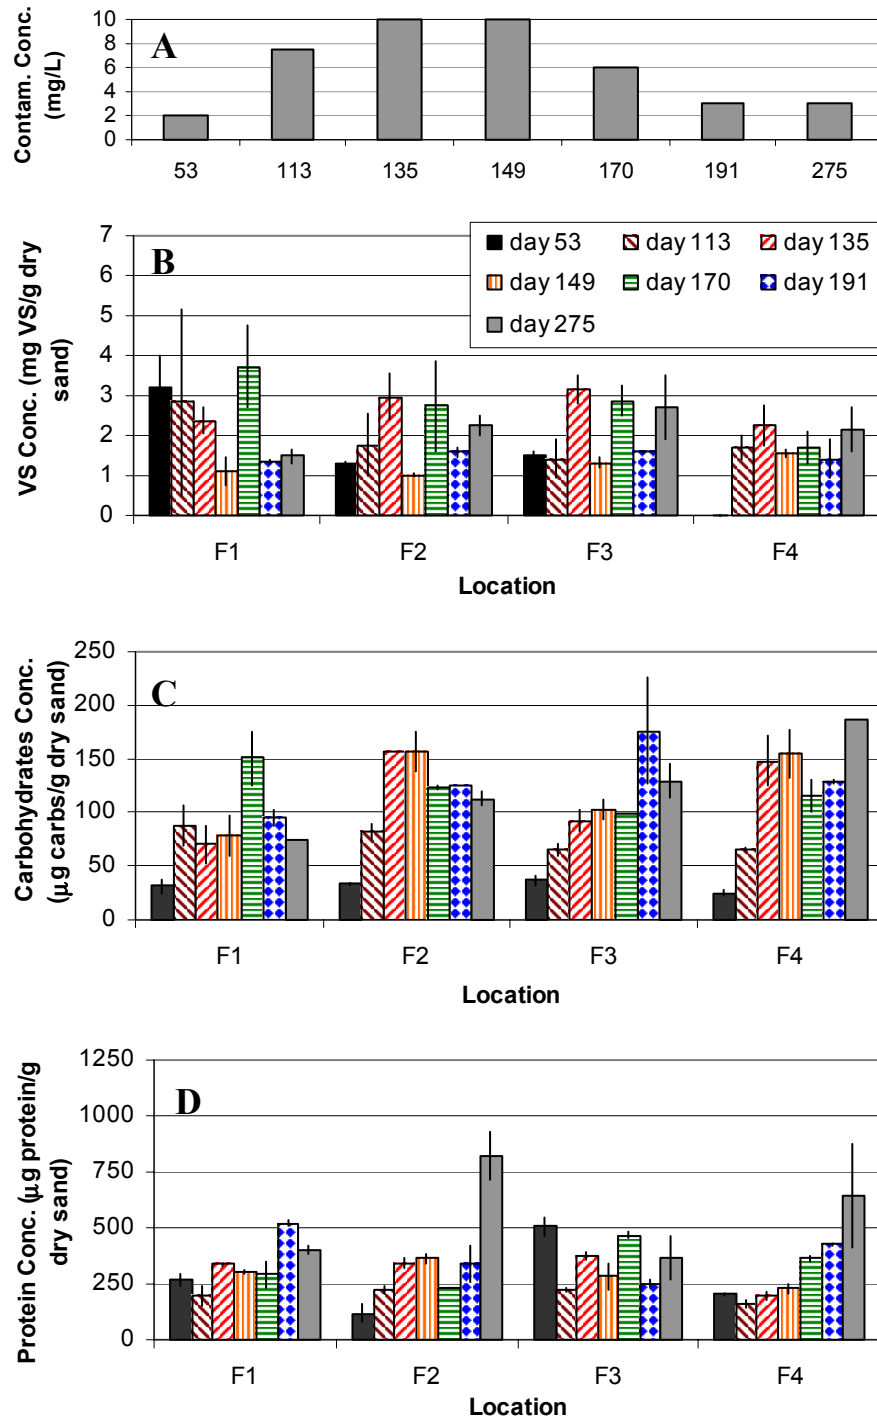 Contam. Conc.
(mg/L)
A
10
8
6
4
2
0
53 113 135 149 170 191 275
VS Conc. (mg VS/g dry
sand)
B
7
6
5
4
3
2
1
0
day 53 day 113 day 135
day 149 day 170 day 191
day 275
F1 F2 F3 F4
Location
Carbohydrates Conc.
(μg carbs/g dry sand)
C
250
200
150
100
50
0
F1 F2 F3 F4
Location
Protein Conc. (μg protein/g
dry sand)
D
1250
1000
750
500
250
0
F1 F2 F3 F4
Location